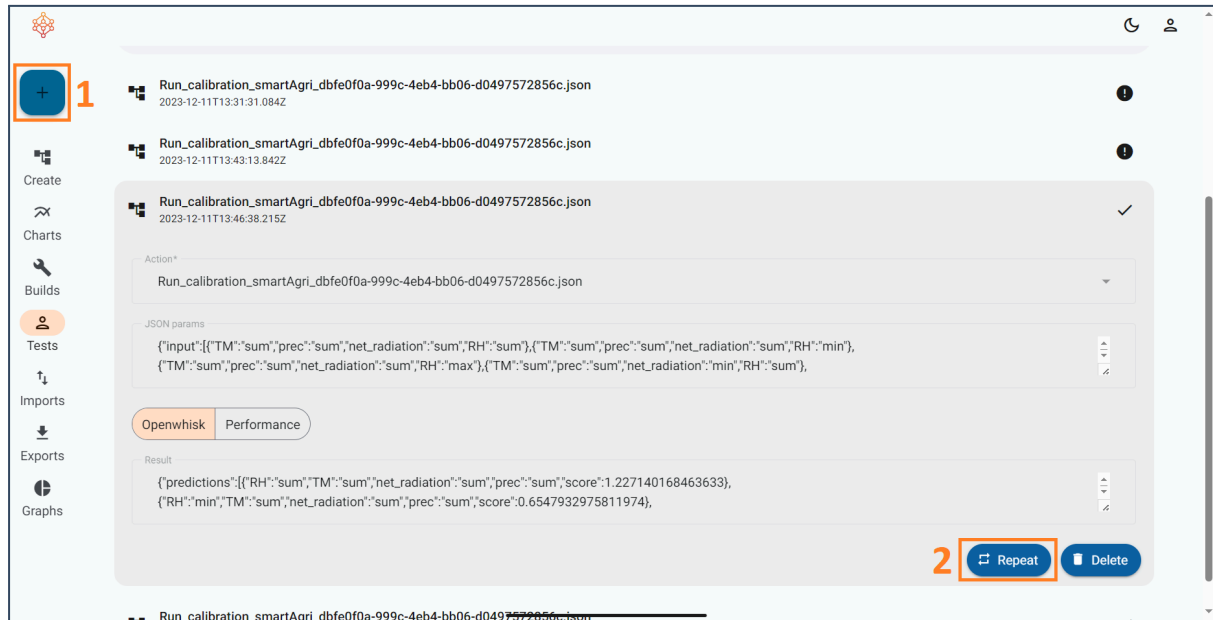 1
Create
Charts
Builds
Tests
Imports
Exports
Graphs
Run_calibration_smartAgri_dbfe0f0a-999c-4eb4-bb06-d0497572856c.json
2023-12-11T13:31:31.084Z
Run_calibration_smartAgri_dbfe0f0a-999c-4eb4-bb06-d0497572856c.json
2023-12-11T13:43:13.842Z
Run_calibration_smartAgri_dbfe0f0a-999c-4eb4-bb06-d0497572856c.json
2023-12-11T13:46:38.215Z
Action*
Run_calibration_smartAgri_dbfe0f0a-999c-4eb4-bb06-d0497572856c.json
JSON params
{"input":[{"TM":"sum","prec":"sum","net_radiation":"sum","RH":"sum"},{"TM":"sum","prec":"sum","net_radiation":"sum","RH":"min"},
{"TM":"sum","prec":"sum","net_radiation":"sum","RH":"max"},{"TM":"sum","prec":"sum","net_radiation":"min","RH":"sum"},
Openwhisk Performance
Result
{"predictions":[{"RH":"sum","TM":"sum","net_radiation":"sum","prec":"sum","score":1.227140168463633},
{"RH":"min","TM":"sum","net_radiation":"sum","prec":"sum","score":0.6547932975811974},
2 Repeat Delete
Run_calibration_smartAgri_dbfe0f0a-999c-4eb4-bb06-d0497572856c.json